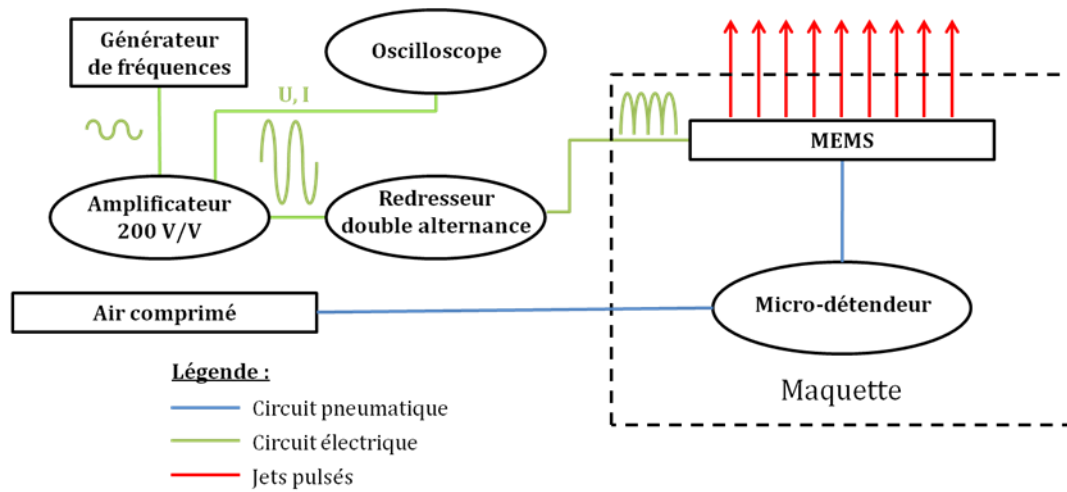 Générateur
de fréquences
Oscilloscope
U, I
Amplificateur
200 V/V
Redresseur
double alternance
MEMS
Air comprimé
Micro-détendeur
Maquette
Légende :
Circuit pneumatique
Circuit électrique
Jets pulsés